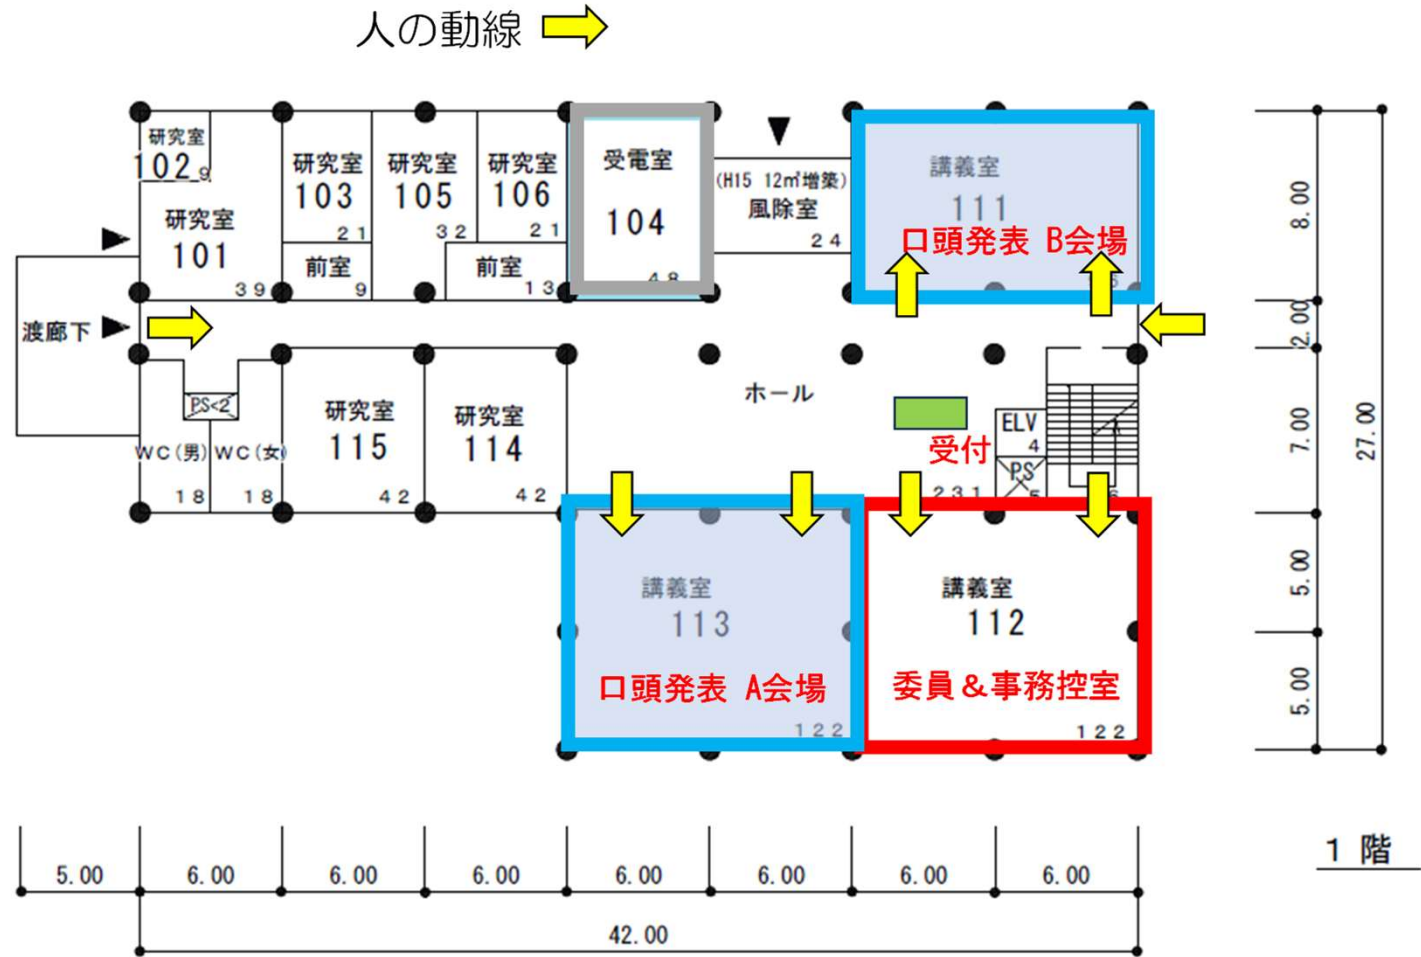 人の動線
研究室
102
9
研究室
101
39
研究室
103
21
前室
9
研究室
105
32
研究室
106
21
前室
13
受電室
104
48
(H15 12㎡増築)
風除室
24
講義室
111
口頭発表 B会場
渡廊下
PS<2
WC(男)
18
WC(女)
18
研究室
115
42
研究室
114
42
ホール
受付
231
ELV
4
PS
5
6
講義室
113
口頭発表 A会場
122
講義室
112
委員&事務控室
122
8.00
2.00
7.00
5.00
5.00
27.00
1 階
5.00
6.00
6.00
6.00
6.00
6.00
6.00
6.00
42.00